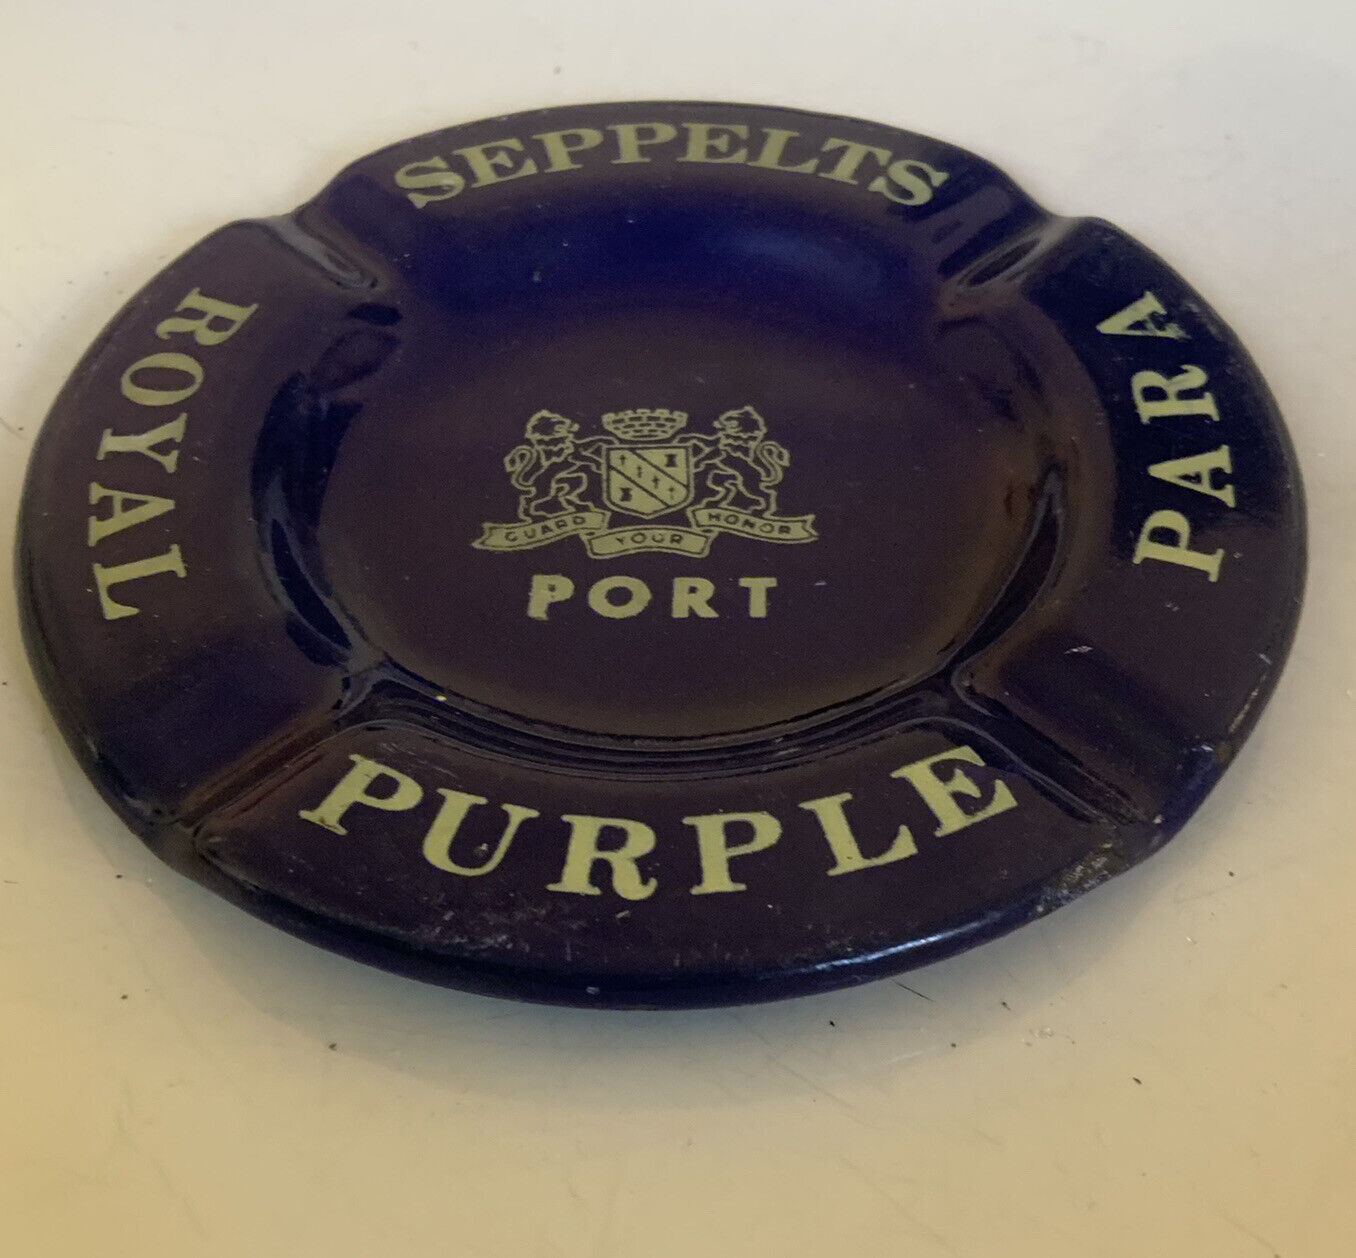 SEPPELTS
ROYAL
PURPLE
PARA
GUARD YOUR HONOR
PORT